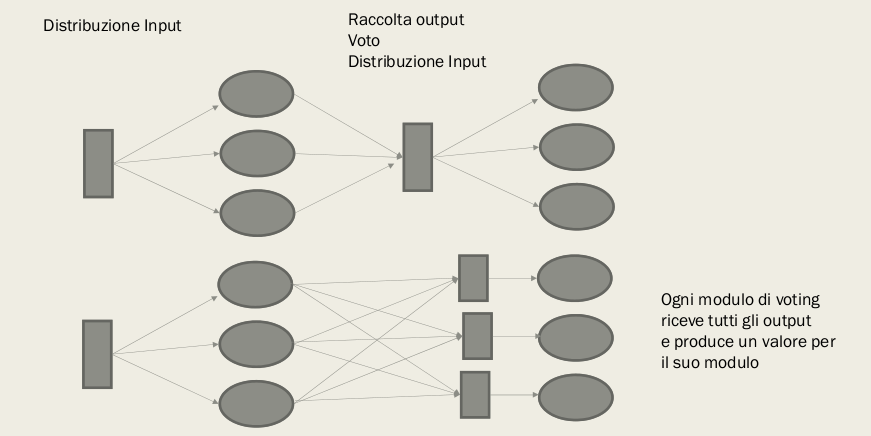 Distribuzione Input
Raccolta output
Voto
Distribuzione Input
Ogni modulo di voting
riceve tutti gli output
e produce un valore per
il suo modulo